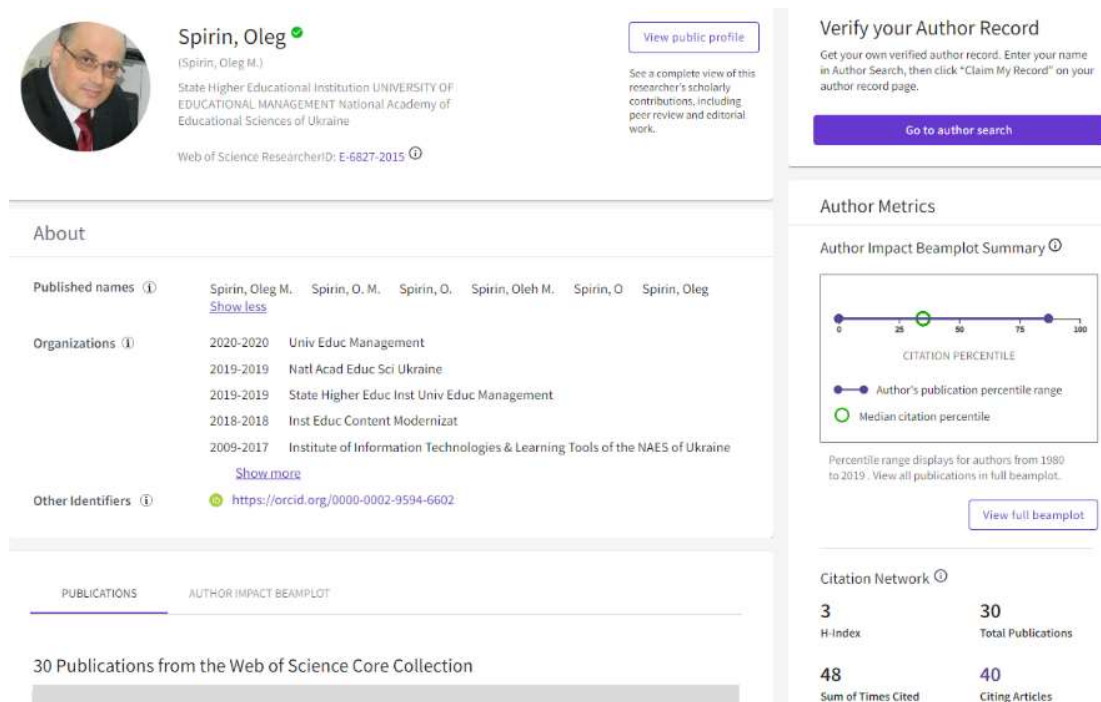 Spirin, Oleg
(Spirin, Oleg M.)
State Higher Educational Institution UNIVERSITY OF
EDUCATIONAL MANAGEMENT National Academy of
Educational Sciences of Ukraine
Web of Science ResearcherID: E-6827-2015
View public profile
See a complete view of this
researcher's scholarly
contributions, including
peer review and editorial
work.
About
Published names
Spirin, Oleg M. Spirin, O. M. Spirin, O. Spirin, Oleh M. Spirin, O Spirin, Oleg
Show less
Organizations
2020-2020 Univ Educ Management
2019-2019 Natl Acad Educ Sci Ukraine
2019-2019 State Higher Educ Inst Univ Educ Management
2018-2018 Inst Educ Content Modernizat
2009-2017 Institute of Information Technologies & Learning Tools of the NAES of Ukraine
Show more
Other Identifiers
https://orcid.org/0000-0002-9594-6602
PUBLICATIONS AUTHOR IMPACT BEAMPLOT
30 Publications from the Web of Science Core Collection
Verify your Author Record
Get your own verified author record. Enter your name
in Author Search, then click "Claim My Record" on your
author record page.
Go to author search
Author Metrics
Author Impact Beamplot Summary
0 25 50 75 100
CITATION PERCENTILE
Author's publication percentile range
Median citation percentile
Percentile range displays for authors from 1980
to 2019 . View all publications in full beamplot.
View full beamplot
Citation Network
3 30
H-Index Total Publications
48 40
Sum of Times Cited Citing Articles